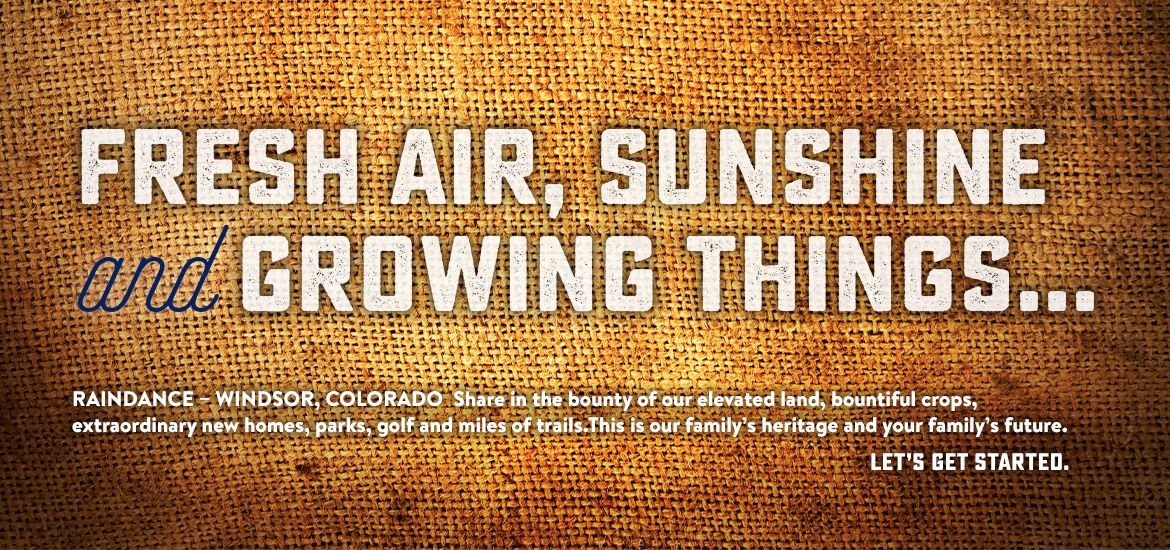 FRESH AIR, SUNSHINE
and GROWING THINGS...
RAINDANCE – WINDSOR, COLORADO Share in the bounty of our elevated land, bountiful crops,
extraordinary new homes, parks, golf and miles of trails.This is our family’s heritage and your family’s future.
LET'S GET STARTED.